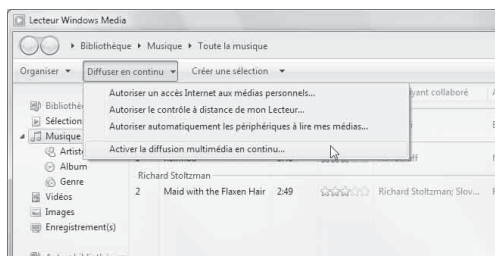 Lecteur Windows Media
Bibliothèque Musique Toute la musique
Organiser Diffuser en continu Créer une sélection
Autoriser un accès Internet aux médias personnels...
Autoriser le contrôle à distance de mon Lecteur...
Autoriser automatiquement les périphériques à lire mes médias...
Activer la diffusion multimédia en continu...
collaboré
Sélection
Musique
Album
Genre
Vidéos
Images
Enregistrement(s)
Richard Stoltzman
2 Maid with the Flaxen Hair 2:49 Richard Stoltzman; Slov...